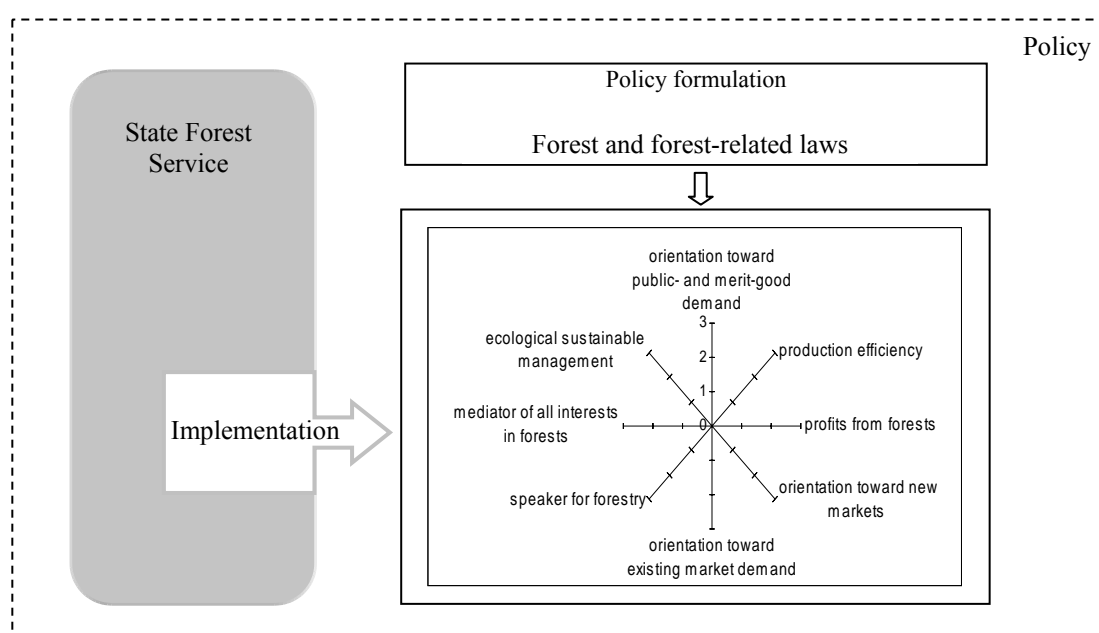 Policy
State Forest
Service
Policy formulation
Forest and forest-related laws
Implementation
orientation toward
public- and merit-good
demand
3
2
1
0
ecological sustainable
management
production efficiency
mediator of all interests
in forests
profits from forests
speaker for forestry
orientation toward new
markets
orientation toward
existing market demand